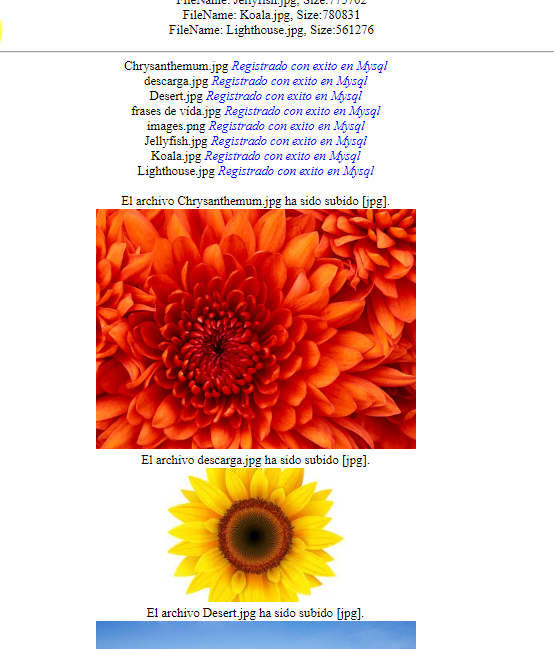 FileName: Jellyfish.jpg, Size:775702
FileName: Koala.jpg, Size:780831
FileName: Lighthouse.jpg, Size:561276
Chrysanthemum.jpg Registrado con exito en Mysql
descarga.jpg Registrado con exito en Mysql
Desert.jpg Registrado con exito en Mysql
frases de vída.jpg Registrado con exito en Mysql
images.png Registrado con exito en Mysql
Jellyfish.jpg Registrado con exito en Mysql
Koala.jpg Registrado con exito en Mysql
Lighthouse.jpg Registrado con exito en Mysql
El archivo Chrysanthemum.jpg ha sido subido [jpg].
El archivo descarga.jpg ha sido subido [jpg].
El archivo Desert.jpg ha sido subido [jpg].